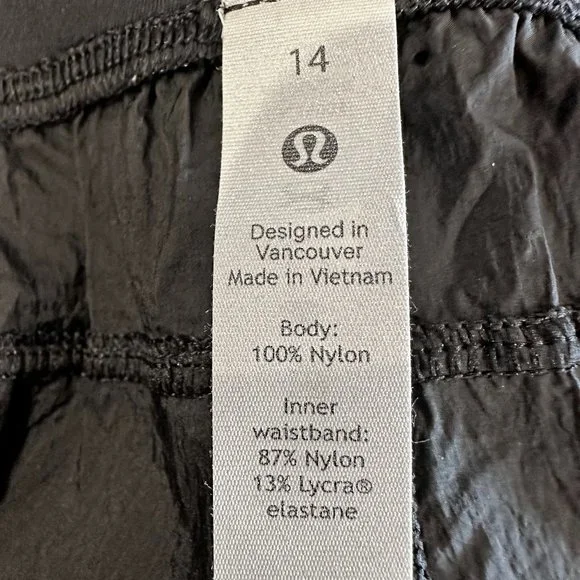 14
Designed in
Vancouver
Made in Vietnam
Body:
100% Nylon
Inner
waistband:
87% Nylon
13% Lycra®
elastane